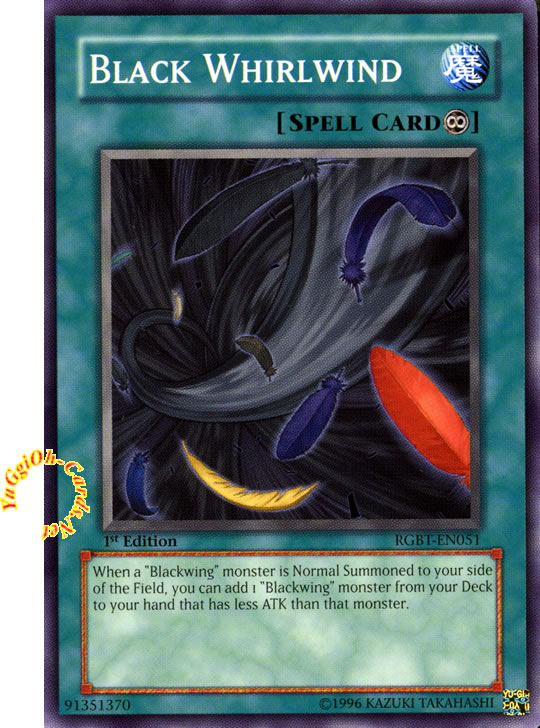 BLACK WHIRLWIND
SPELL
魔
[SPELL CARD♾]
YuGgiOh-Cards.Net
1st Edition
RGBT-EN051
When a "Blackwing" monster is Normal Summoned to your side
of the Field, you can add 1 "Blackwing" monster from your Deck
to your hand that has less ATK than that monster.
91351370
©1996 KAZUKI TAKAHASHI